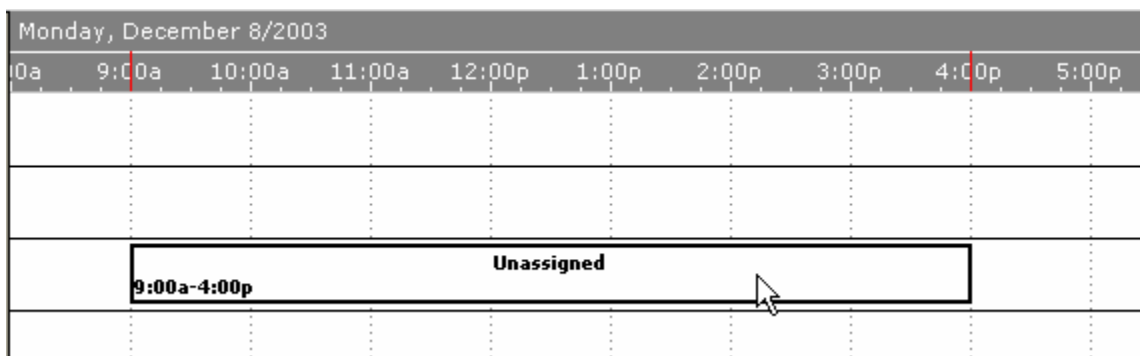 Monday, December 8/2003
0a 9:00a 10:00a 11:00a 12:00p 1:00p 2:00p 3:00p 4:00p 5:00p
Unassigned
9:00a-4:00p